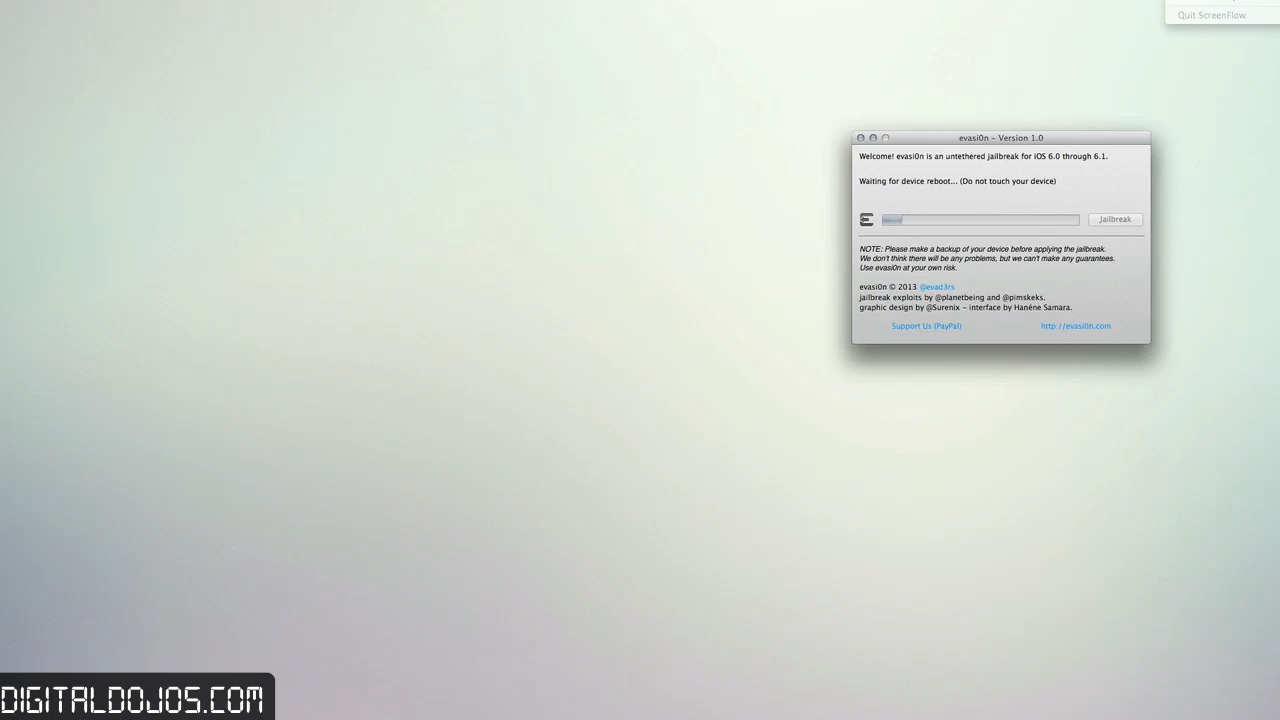 Quit ScreenFlow
evasi0n - Version 1.0
Welcome! evasi0n is an untethered jailbreak for iOS 6.0 through 6.1.
Waiting for device reboot... (Do not touch your device)
Jailbreak
NOTE: Please make a backup of your device before applying the jailbreak.
We don't think there will be any problems, but we can't make any guarantees.
Use evasi0n at your own risk.
evasi0n © 2013 @evad3rs
jailbreak exploits by @planetbeing and @pimskeks.
graphic design by @Surenix - interface by Hanéne Samara.
Support Us (PayPal) http://evasi0n.com
DIGITALDOJOS.COM